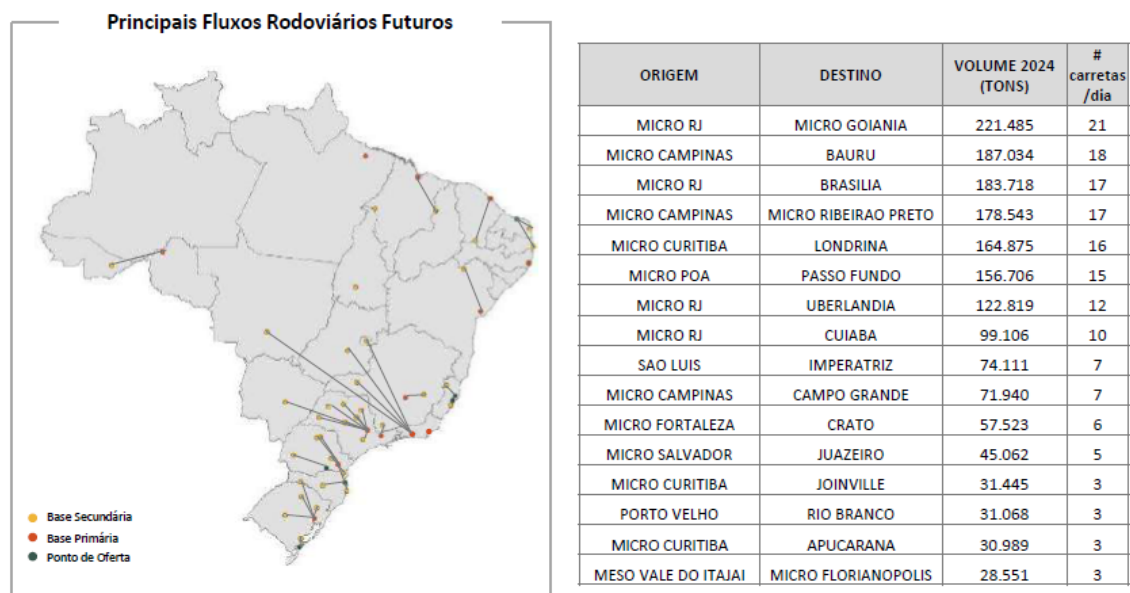 Principais Fluxos Rodoviários Futuros
Base Secundária
Base Primária
Ponto de Oferta
ORIGEM DESTINO VOLUME 2024 (TONS) # carretas /dia
MICRO RJ MICRO GOIANIA 221.485 21
MICRO CAMPINAS BAURU 187.034 18
MICRO RJ BRASILIA 183.718 17
MICRO CAMPINAS MICRO RIBEIRAO PRETO 178.543 17
MICRO CURITIBA LONDRINA 164.875 16
MICRO POA PASSO FUNDO 156.706 15
MICRO RJ UBERLANDIA 122.819 12
MICRO RJ CUIABA 99.106 10
SAO LUIS IMPERATRIZ 74.111 7
MICRO CAMPINAS CAMPO GRANDE 71.940 7
MICRO FORTALEZA CRATO 57.523 6
MICRO SALVADOR JUAZEIRO 45.062 5
MICRO CURITIBA JOINVILLE 31.445 3
PORTO VELHO RIO BRANCO 31.068 3
MICRO CURITIBA APUCARANA 30.989 3
MESO VALE DO ITAJAI MICRO FLORIANOPOLIS 28.551 3